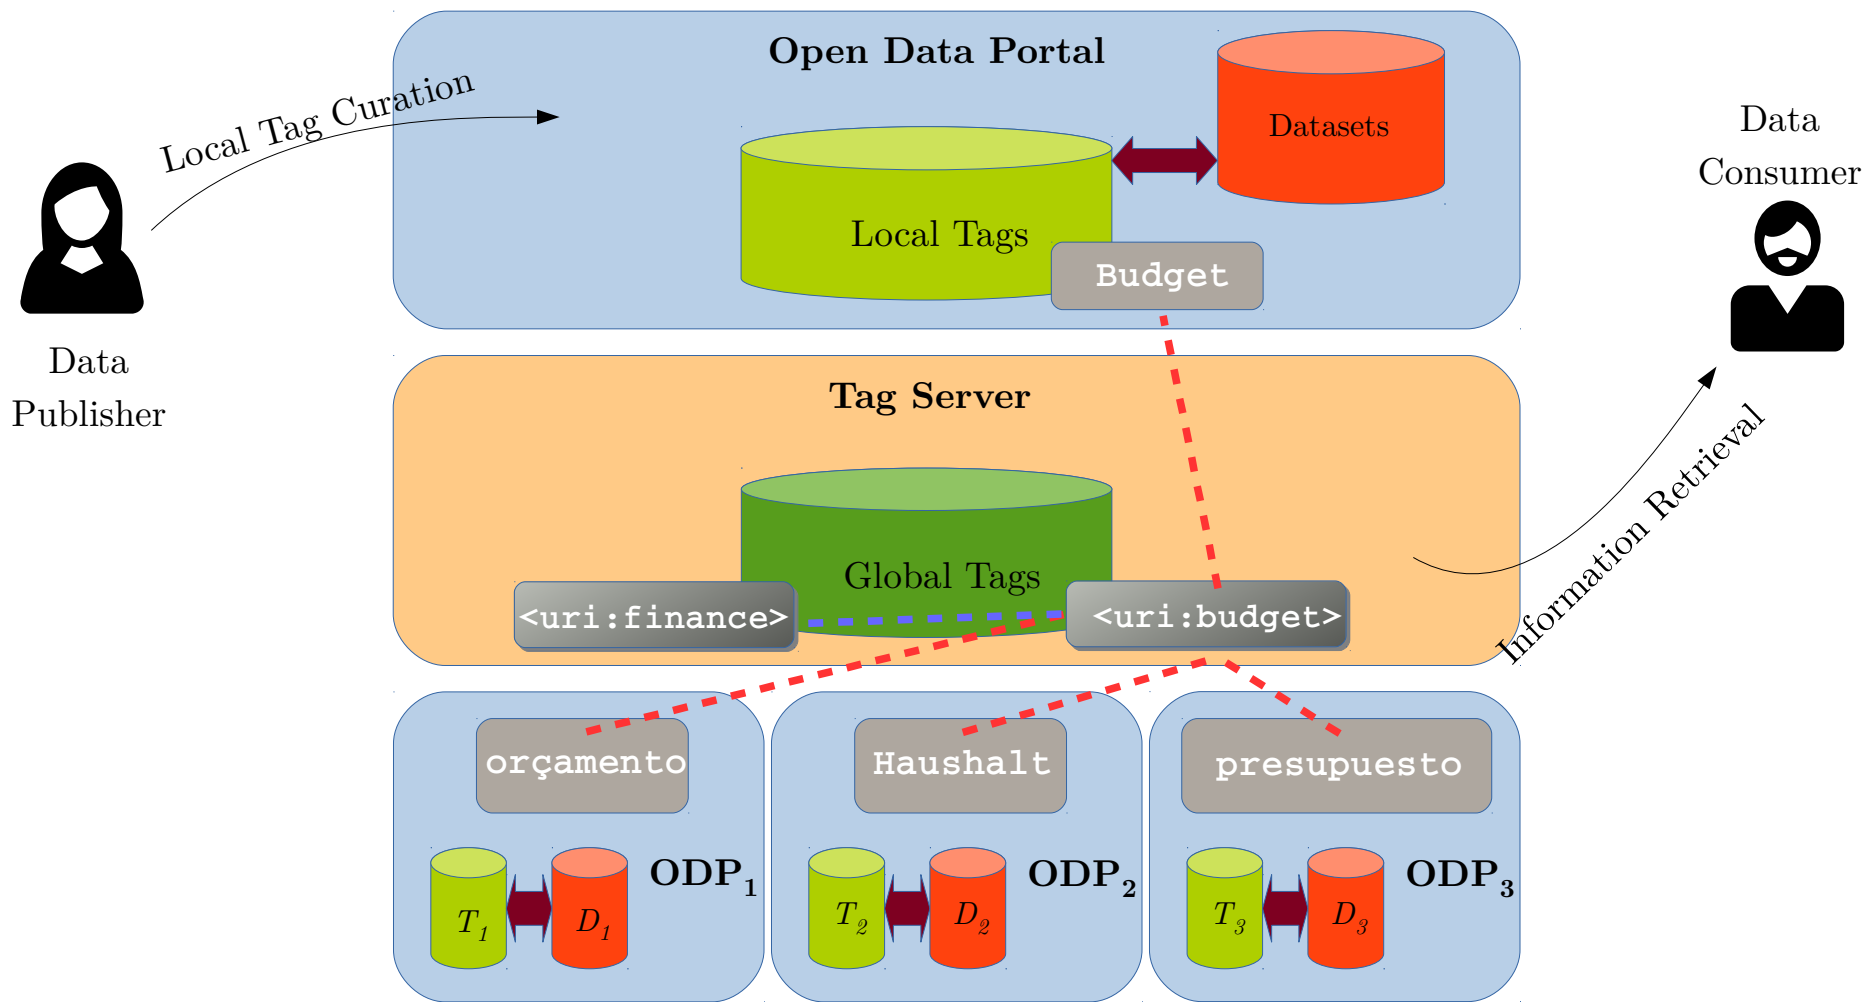 Open Data Portal
Local Tag Curation
Datasets
Data
Consumer
Local Tags
Budget
Data
Publisher
Tag Server
Information Retrieval
Global Tags
<uri:finance>
<uri:budget>
orçamento
Haushalt
presupuesto
ODP1
ODP2
ODP3
T1
D1
T2
D2
T3
D3